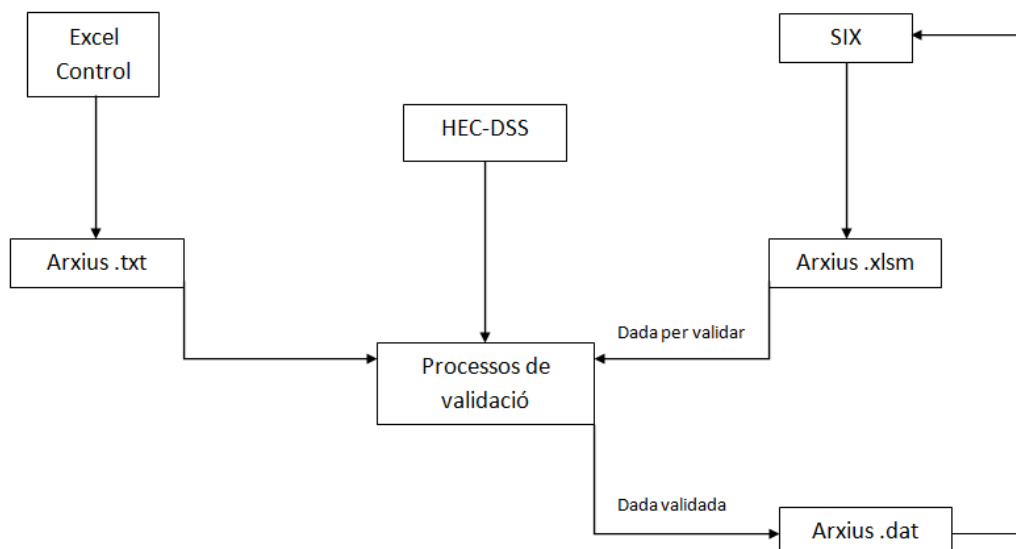 Excel
Control
SIX
HEC-DSS
Arxius .txt
Arxius .xlsm
Dada per validar
Processos de
validació
Dada validada
Arxius .dat